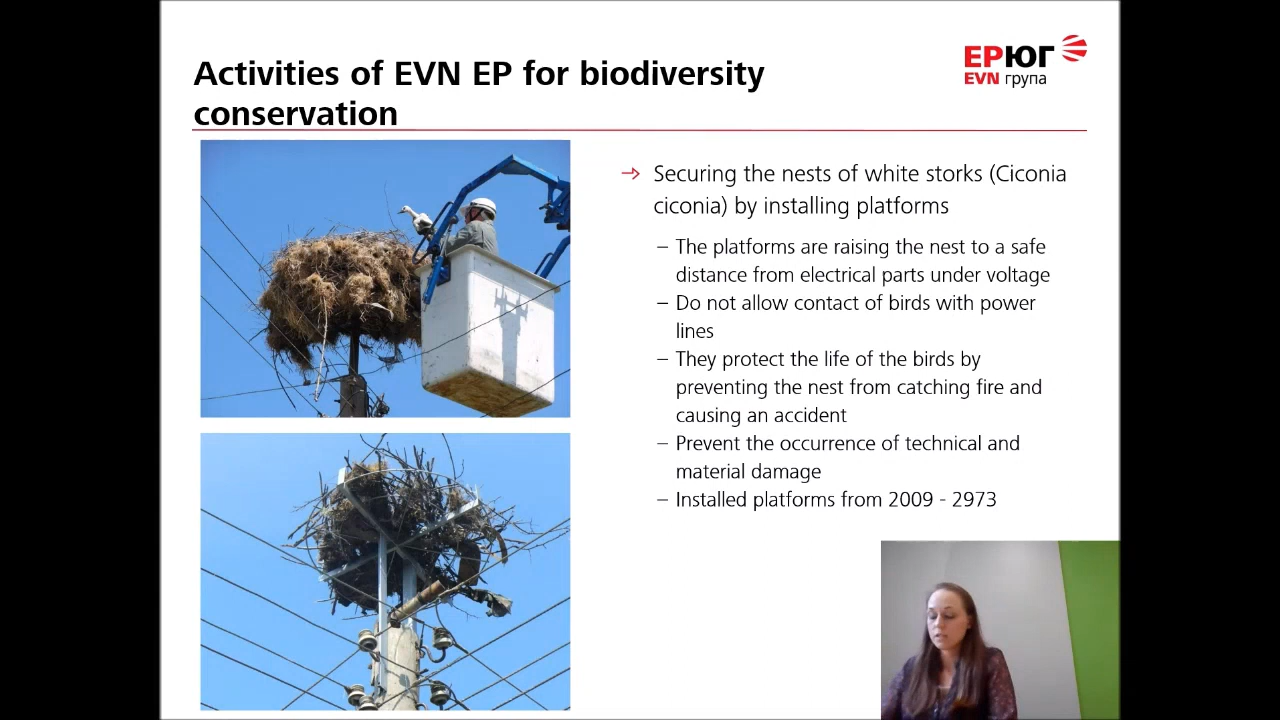 Activities of EVN EP for biodiversity
conservation
ЕРЮГ
EVN група
→ Securing the nests of white storks (Ciconia
ciconia) by installing platforms
– The platforms are raising the nest to a safe
distance from electrical parts under voltage
– Do not allow contact of birds with power
lines
– They protect the life of the birds by
preventing the nest from catching fire and
causing an accident
– Prevent the occurrence of technical and
material damage
– Installed platforms from 2009 - 2973